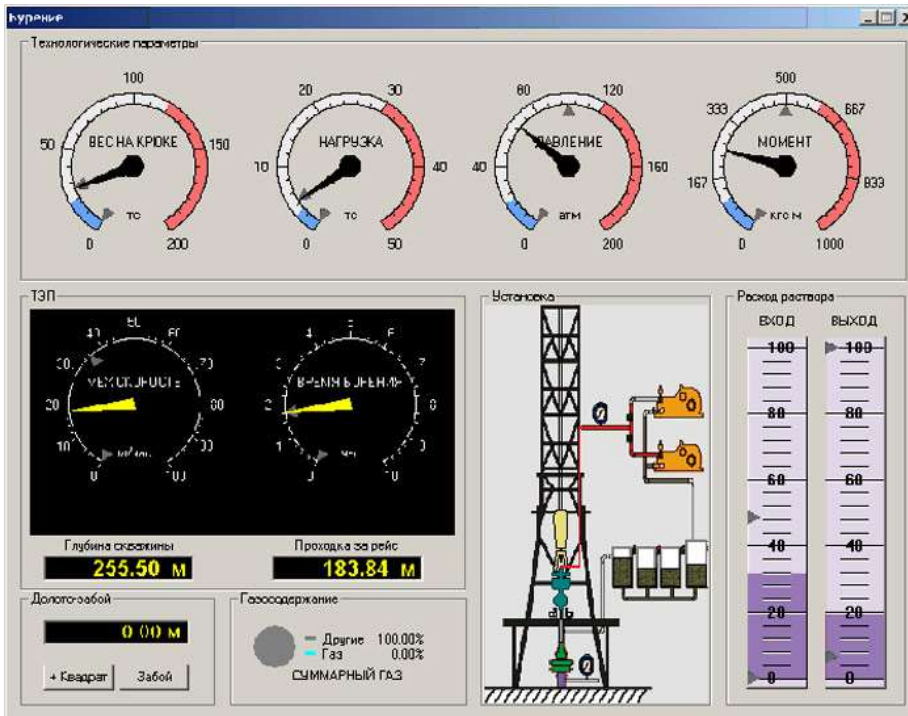 Бурение
Технологические параметры
50 100 150
ВЕС НА КРЮКЕ
тс
0 200
10 20 30 40
НАГРУЗКА
тс
0 50
40 80 120 160
ДАВЛЕНИЕ
атм
0 200
167 333 500 667 833
МОМЕНТ
кгс м
0 1000
ТЭП
МЕХ СКОРОСТЬ
ВРЕМЯ БУРЕНИЯ
Глубина скважины
255.50 м
Проходка за рейс
183.84 м
Долото-забой
0.00 м
+ Квадрат
Забой
Газосодержание
Другие 100.00%
Газ 0.00%
СУММАРНЫЙ ГАЗ
Установка
Расход раствора
ВХОД ВЫХОД
100 100
80 80
60 60
40 40
20 20
0 0